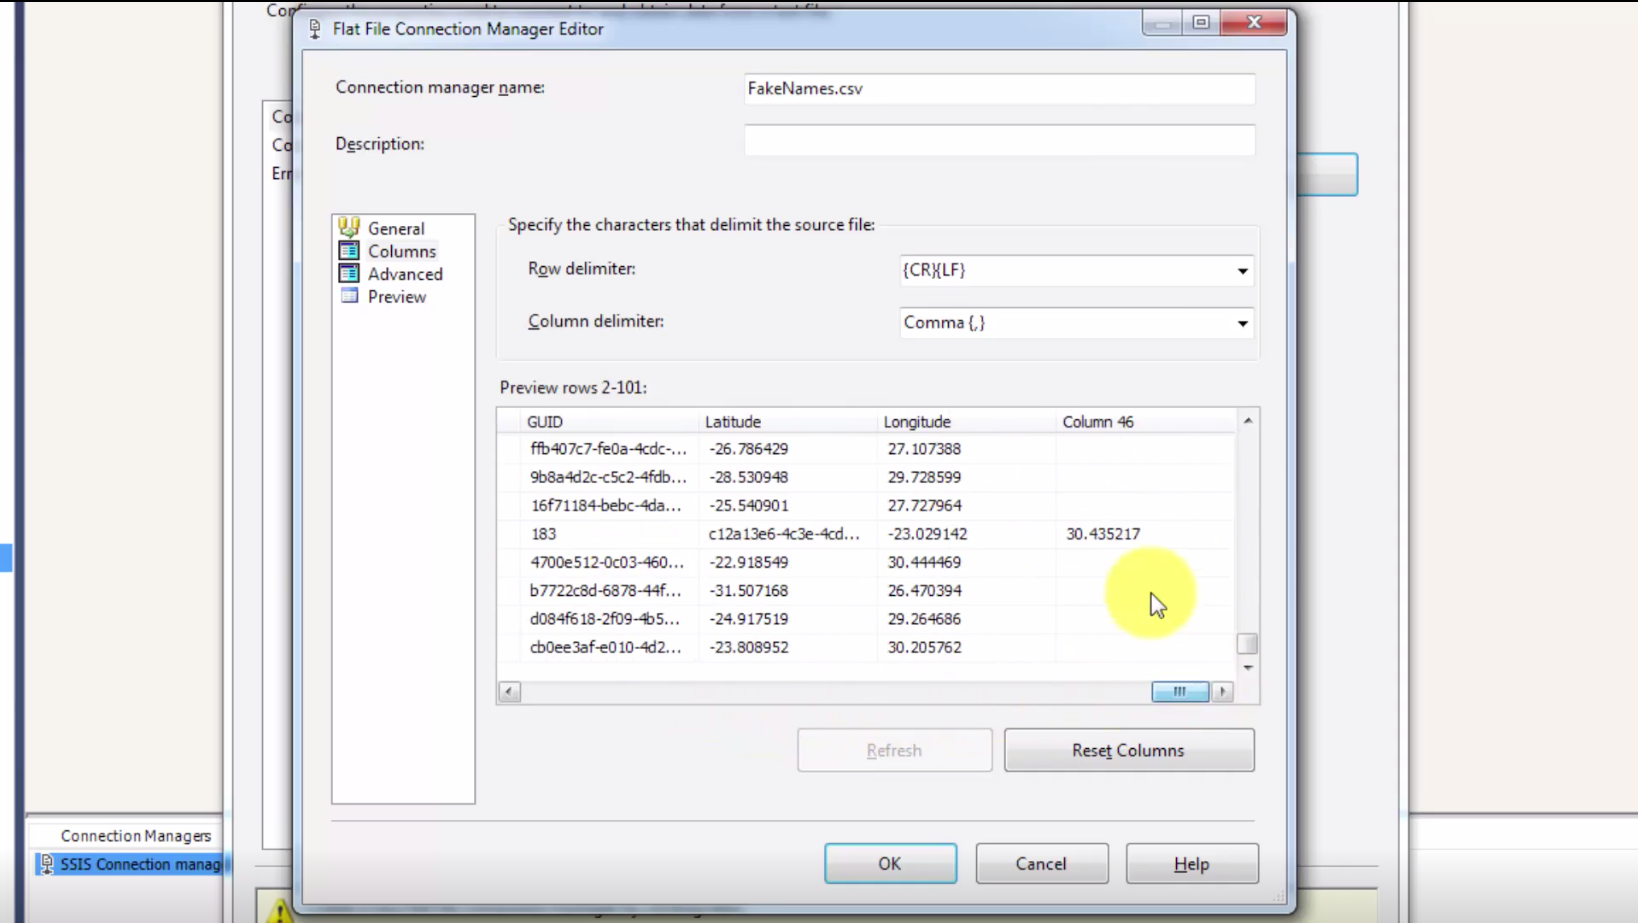 Flat File Connection Manager Editor
Connection manager name:
FakeNames.csv
Description:
General
Columns
Advanced
Preview
Specify the characters that delimit the source file:
Row delimiter:
{CR}{LF}
Column delimiter:
Comma {,}
Preview rows 2-101:
GUID Latitude Longitude Column 46
ffb407c7-fe0a-4cdc-... -26.786429 27.107388
9b8a4d2c-c5c2-4fdb... -28.530948 29.728599
16f71184-bebc-4da... -25.540901 27.727964
183 c12a13e6-4c3e-4cd... -23.029142 30.435217
4700e512-0c03-460... -22.918549 30.444469
b7722c8d-6878-44f... -31.507168 26.470394
d084f618-2f09-4b5... -24.917519 29.264686
cb0ee3af-e010-4d2... -23.808952 30.205762
Refresh
Reset Columns
Connection Managers
SSIS Connection manag
OK
Cancel
Help